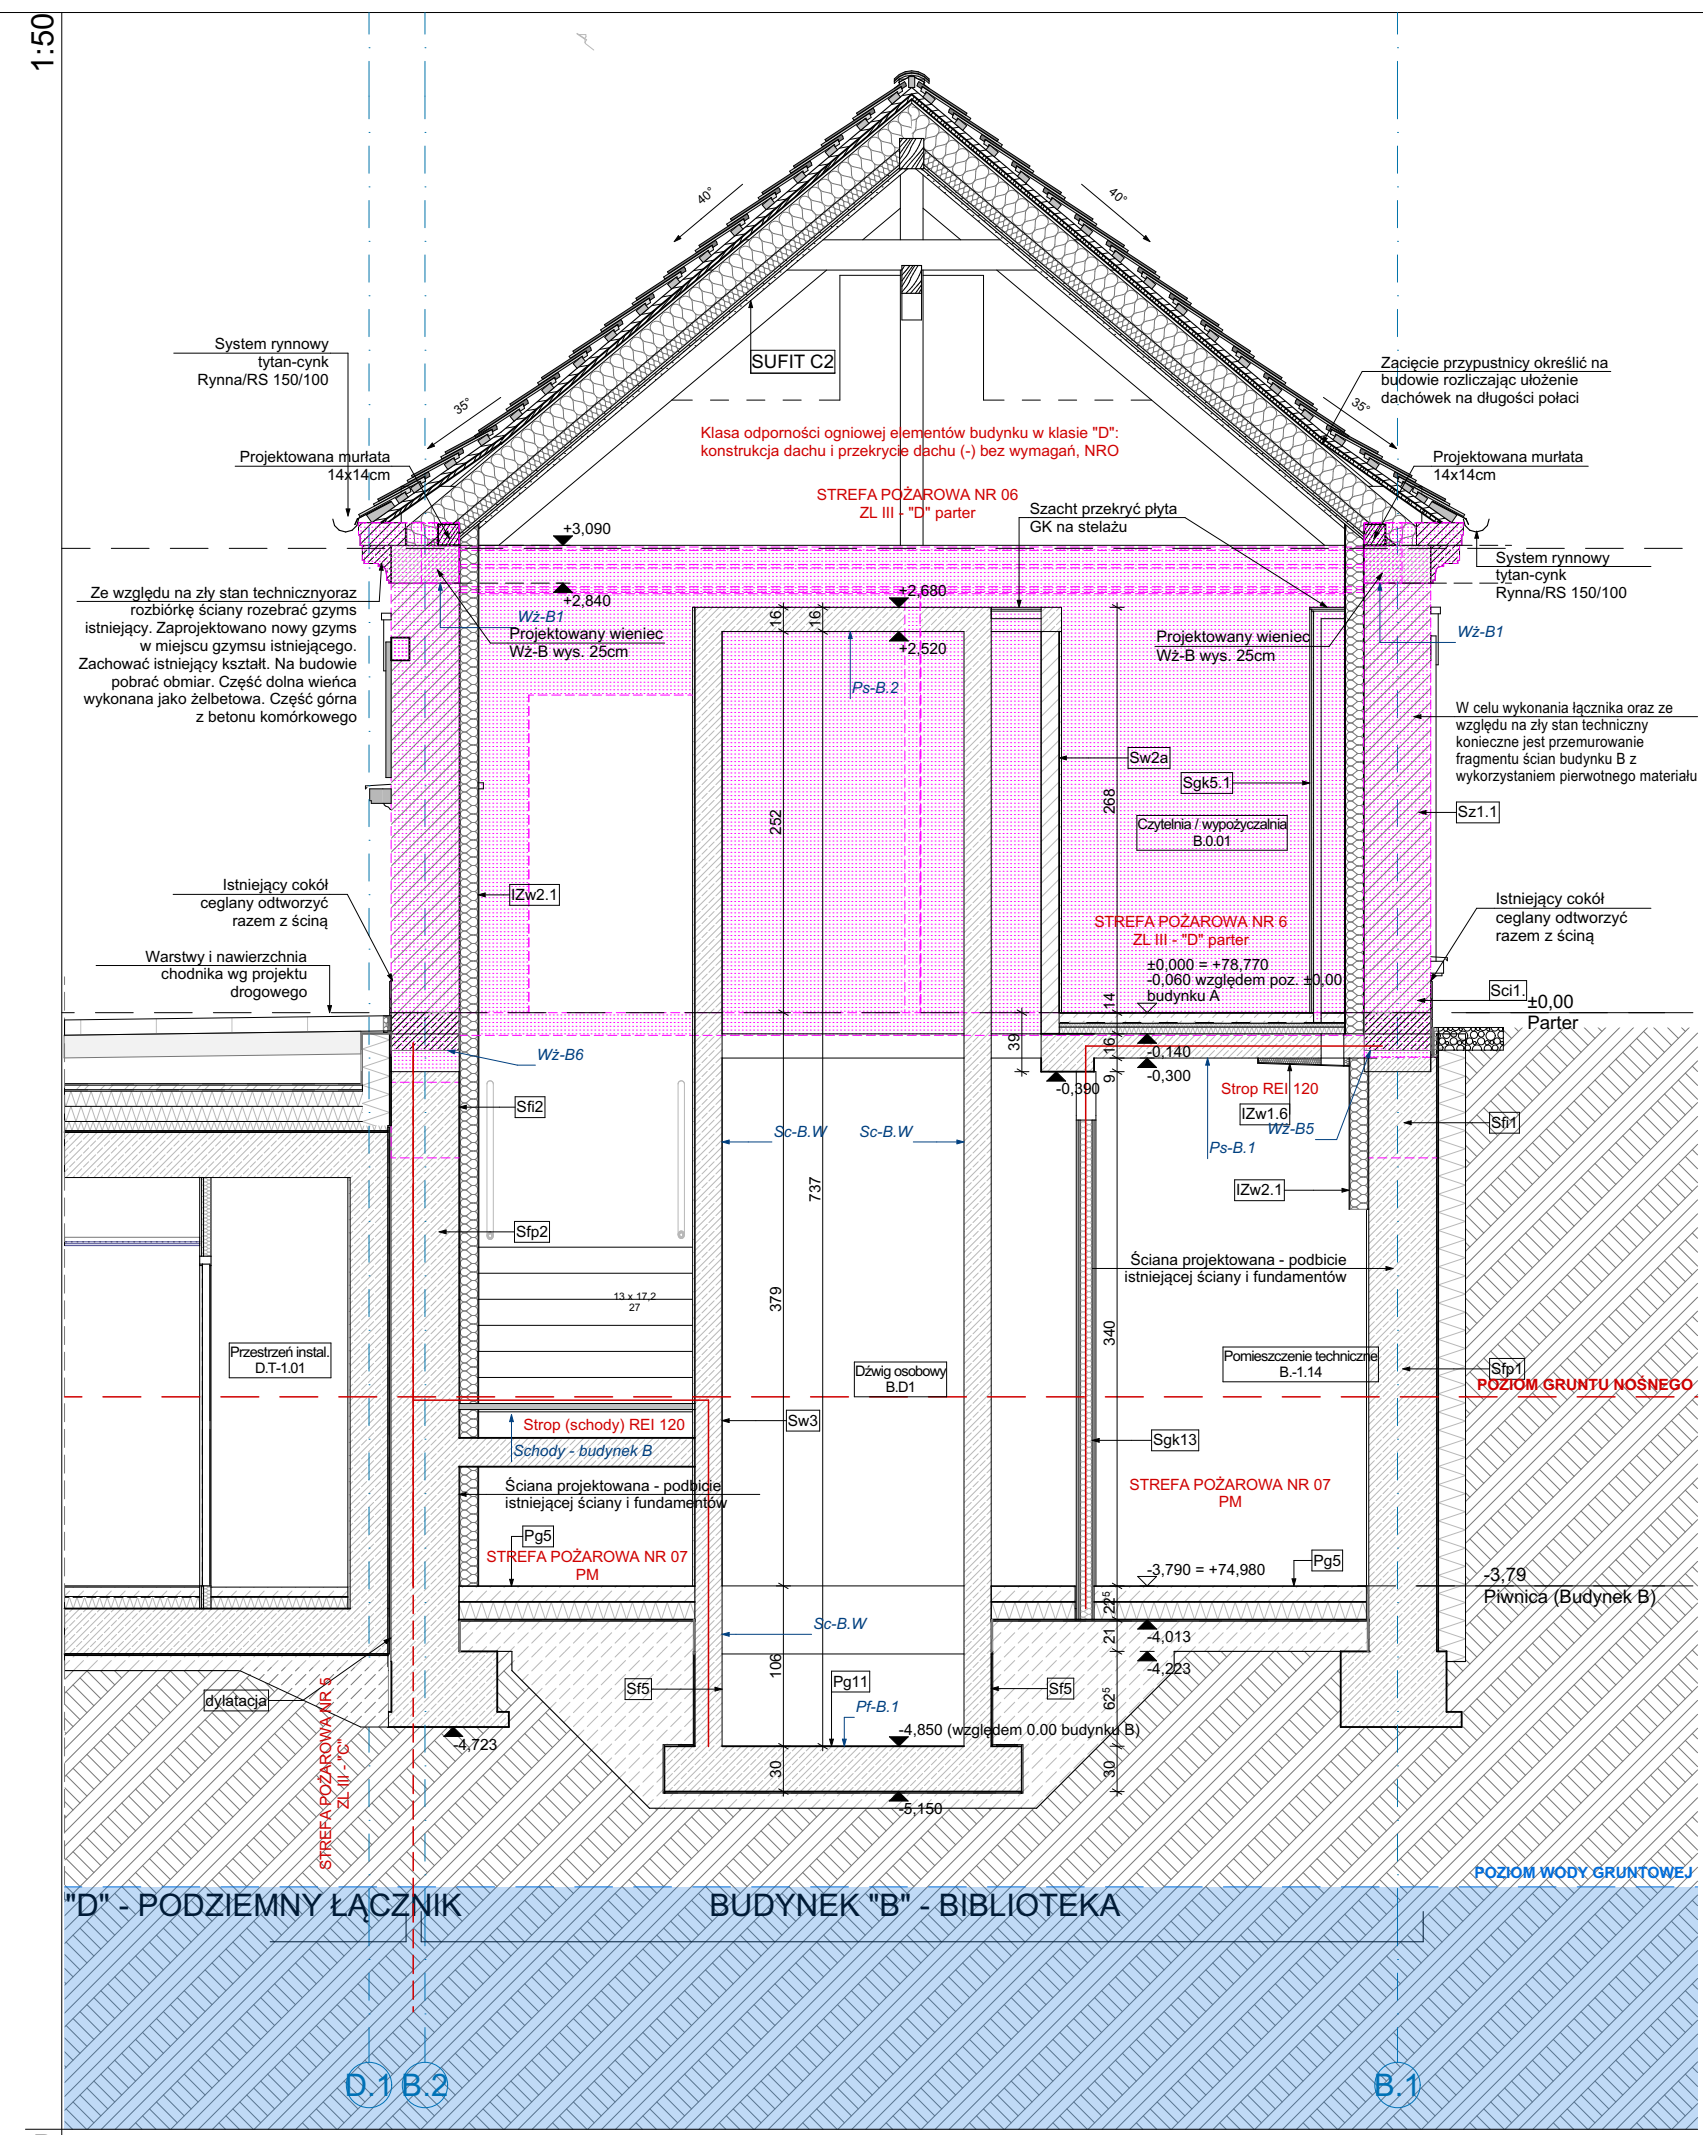 1:50
40°
40°
System rynnowy
tytan-cynk
Rynna/RS 150/100
SUFIT C2
Zacięcie przypustnicy określić na
budowie rozliczając ułożenie
dachówek na długości połaci
35°
35°
Klasa odporności ogniowej elementów budynku w klasie "D":
konstrukcja dachu i przekrycie dachu (-) bez wymagań, NRO
Projektowana murłata
14x14cm
Projektowana murłata
14x14cm
STREFA POŻAROWA NR 06
ZL III - "D" parter
Szacht przekryć płyta
GK na stelażu
+3,090
System rynnowy
tytan-cynk
Rynna/RS 150/100
Ze względu na zły stan technicznyoraz
rozbiórkę ściany rozebrać gzyms
istniejący. Zaprojektowano nowy gzyms
w miejscu gzymsu istniejącego.
Zachować istniejący kształt. Na budowie
pobrać obmiar. Część dolna wieńca
wykonana jako żelbetowa. Część górna
z betonu komórkowego
+2,840
+2,680
Wż-B1
Projektowany wieniec
Wż-B wys. 25cm
16
16
+2,520
Projektowany wieniec
Wż-B wys. 25cm
Wż-B1
Ps-B.2
W celu wykonania łącznika oraz ze
względu na zły stan techniczny
konieczne jest przemurowanie
fragmentu ścian budynku B z
wykorzystaniem pierwotnego materiału
Sw2a
Sgk5.1
252
268
Czytelnia / wypożyczalnia
B.0.01
Sz1.1
Istniejący cokół
ceglany odtworzyć
razem z ściną
IZw2.1
Istniejący cokół
ceglany odtworzyć
razem z ściną
STREFA POŻAROWA NR 6
ZL III - "D" parter
Warstwy i nawierzchnia
chodnika wg projektu
drogowego
±0,000 = +78,770
-0,060 względem poz. ±0,00
budynku A
Sci1.
±0,00
Parter
14
39
16
9
-0,140
-0,300
-0,390
Wż-B6
Strop REI 120
Sfi2
IZw1.6
Sc-B.W
Sc-B.W
Wż-B5
Sfi1
Ps-B.1
737
IZw2.1
Sfp2
Ściana projektowana - podbicie
istniejącej ściany i fundamentów
13 x 17,2
27
379
340
Przestrzeń instal.
D.T-1.01
Dźwig osobowy
B.D1
Pomieszczenie techniczne
B.-1.14
Sfp1
POZIOM GRUNTU NOŚNEGO
Strop (schody) REI 120
Sw3
Schody - budynek B
Sgk13
Ściana projektowana - podbicie
istniejącej ściany i fundamentów
STREFA POŻAROWA NR 07
PM
Pg5
STREFA POŻAROWA NR 07
PM
-3,790 = +74,980
Pg5
-3,79
Piwnica (Budynek B)
22⁵
Sc-B.W
21
-4,013
-4,223
106
Sf5
Pg11
Sf5
62⁵
dylatacja
Pf-B.1
-4,850 (względem 0.00 budynku B)
-4,723
30
30
-5,150
STREFA POŻAROWA NR 5
ZL III - "C"
POZIOM WODY GRUNTOWEJ
"D" - PODZIEMNY ŁĄCZNIK
BUDYNEK "B" - BIBLIOTEKA
D.1
B.2
B.1